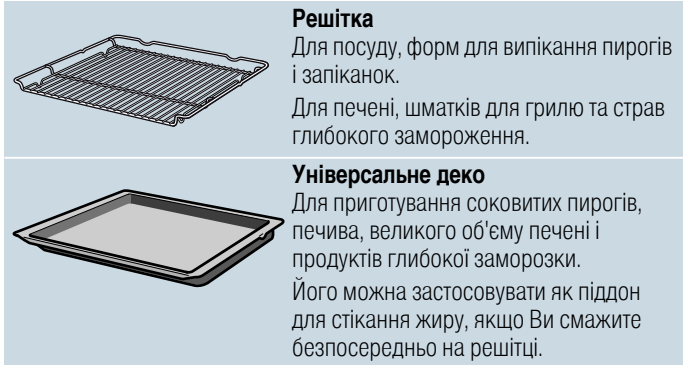 Решітка
Для посуду, форм для випікання пирогів
і запіканок.
Для печені, шматків для грилю та страв
глибокого замороження.
Універсальне деко
Для приготування соковитих пирогів,
печива, великого об'єму печені і
продуктів глибокої заморозки.
Його можна застосовувати як піддон
для стікання жиру, якщо Ви смажите
безпосередньо на решітці.